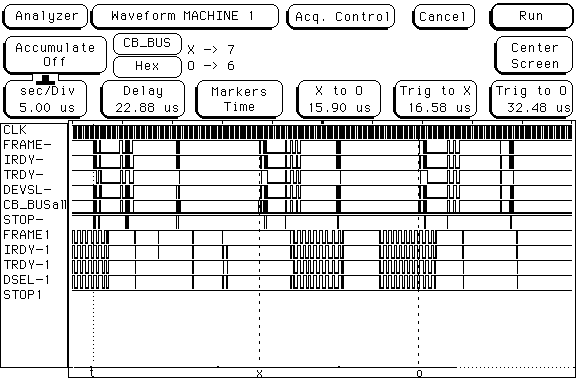 Analyzer Waveform MACHINE 1 Acq. Control Cancel Run
Accumulate Off CB_BUS X -> 7 Center Screen
Hex O -> 6
sec/Div Delay Markers X to O Trig to X Trig to O
5.00 us 22.88 us Time 15.90 us 16.58 us 32.48 us
CLK
FRAME-
IRDY-
TRDY-
DEVSL-
CB_BUSall
STOP-
FRAME1
IRDY-1
TRDY-1
DSEL-1
STOP1
t X O